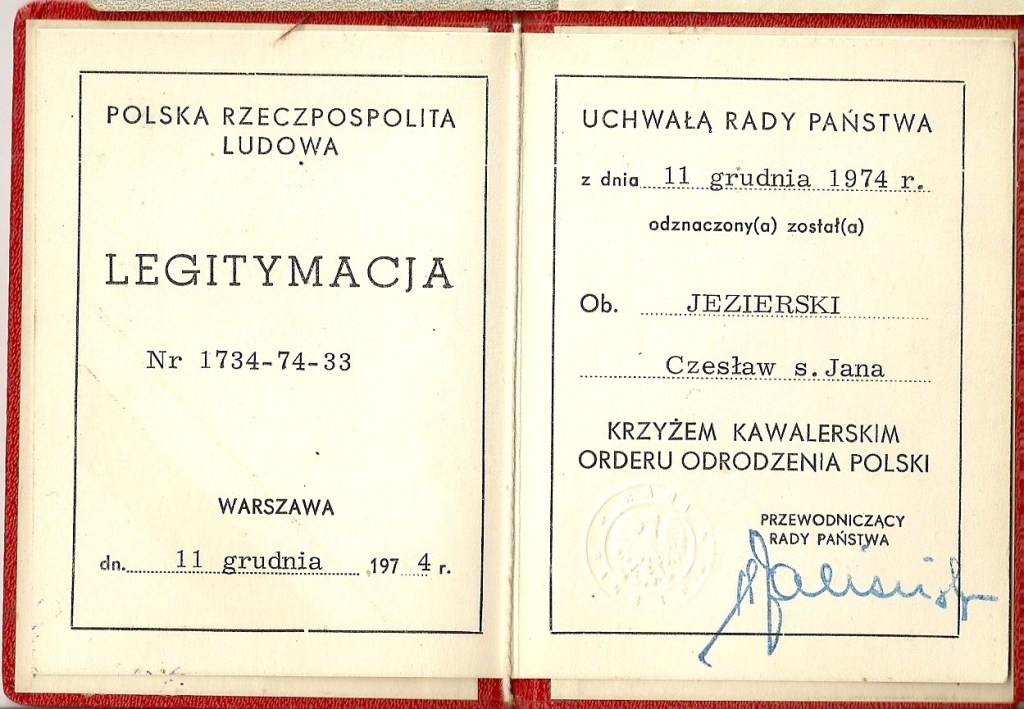 POLSKA RZECZPOSPOLITA
LUDOWA
LEGITYMACJA
Nr 1734-74-33
WARSZAWA
dn. 11 grudnia 1974 r.
UCHWAŁĄ RADY PAŃSTWA
z dnia 11 grudnia 1974 r.
odznaczony(a) został(a)
Ob. JEZIERSKI
Czesław s. Jana
KRZYŻEM KAWALERSKIM
ORDERU ODRODZENIA POLSKI
PRZEWODNICZĄCY
RADY PAŃSTWA